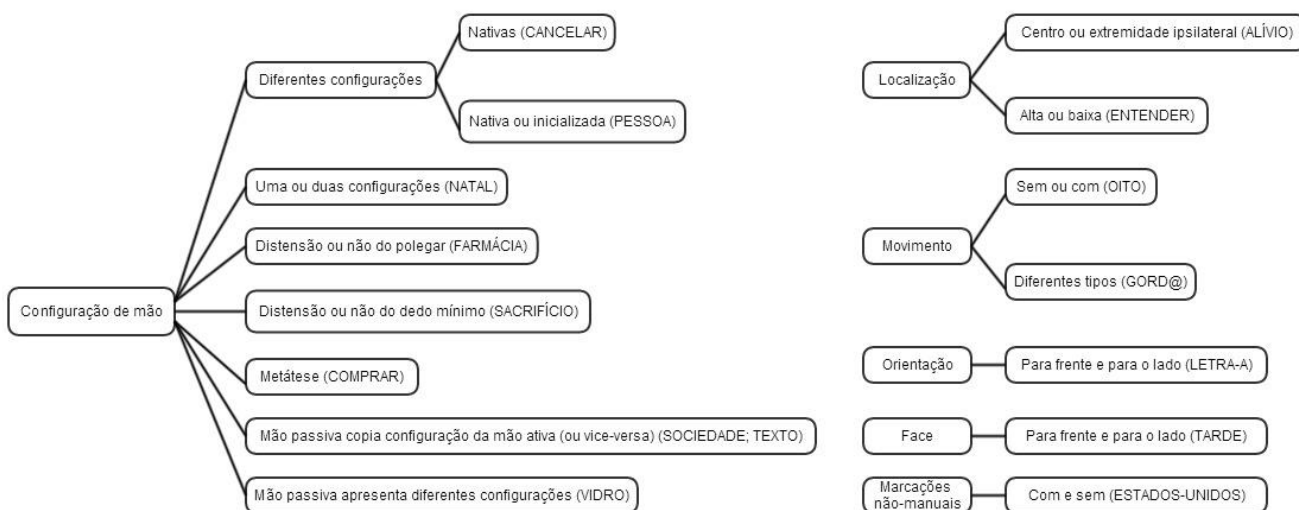 Configuração de mão
Diferentes configurações
Nativas (CANCELAR)
Nativa ou inicializada (PESSOA)
Uma ou duas configurações (NATAL)
Distensão ou não do polegar (FARMÁCIA)
Distensão ou não do dedo mínimo (SACRIFÍCIO)
Metátese (COMPRAR)
Mão passiva copia configuração da mão ativa (ou vice-versa) (SOCIEDADE; TEXTO)
Mão passiva apresenta diferentes configurações (VIDRO)
Localização
Centro ou extremidade ipsilateral (ALÍVIO)
Alta ou baixa (ENTENDER)
Movimento
Sem ou com (OITO)
Diferentes tipos (GORD@)
Orientação
Para frente e para o lado (LETRA-A)
Face
Para frente e para o lado (TARDE)
Marcações
não-manuais
Com e sem (ESTADOS-UNIDOS)